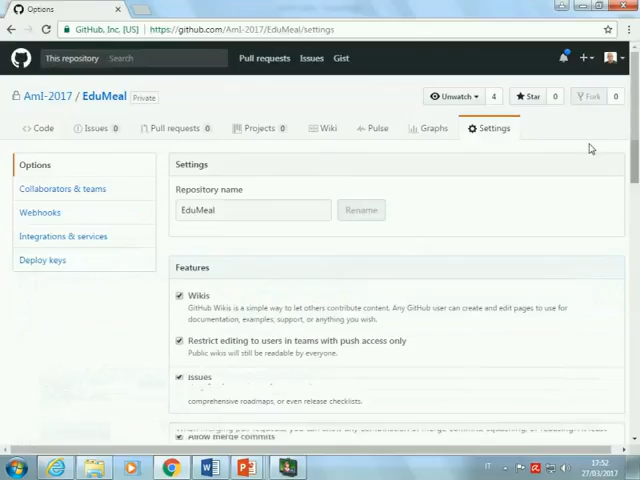 Options
GitHub, Inc. [US] https://github.com/AmI-2017/EduMeal/settings
This repository Search Pull requests Issues Gist
AmI-2017 / EduMeal Private
Unwatch 4 Star 0 Fork 0
Code Issues 0 Pull requests 0 Projects 0 Wiki Pulse Graphs Settings
Options
Collaborators & teams
Webhooks
Integrations & services
Deploy keys
Settings
Repository name
EduMeal Rename
Features
Wikis
GitHub Wikis is a simple way to let others contribute content. Any GitHub user can create and edit pages to use for
documentation, examples, support, or anything you wish.
Restrict editing to users in teams with push access only
Public wikis will still be readable by everyone.
Issues
comprehensive roadmaps, or even release checklists.
Allow merge commits
IT 17:52
27/03/2017